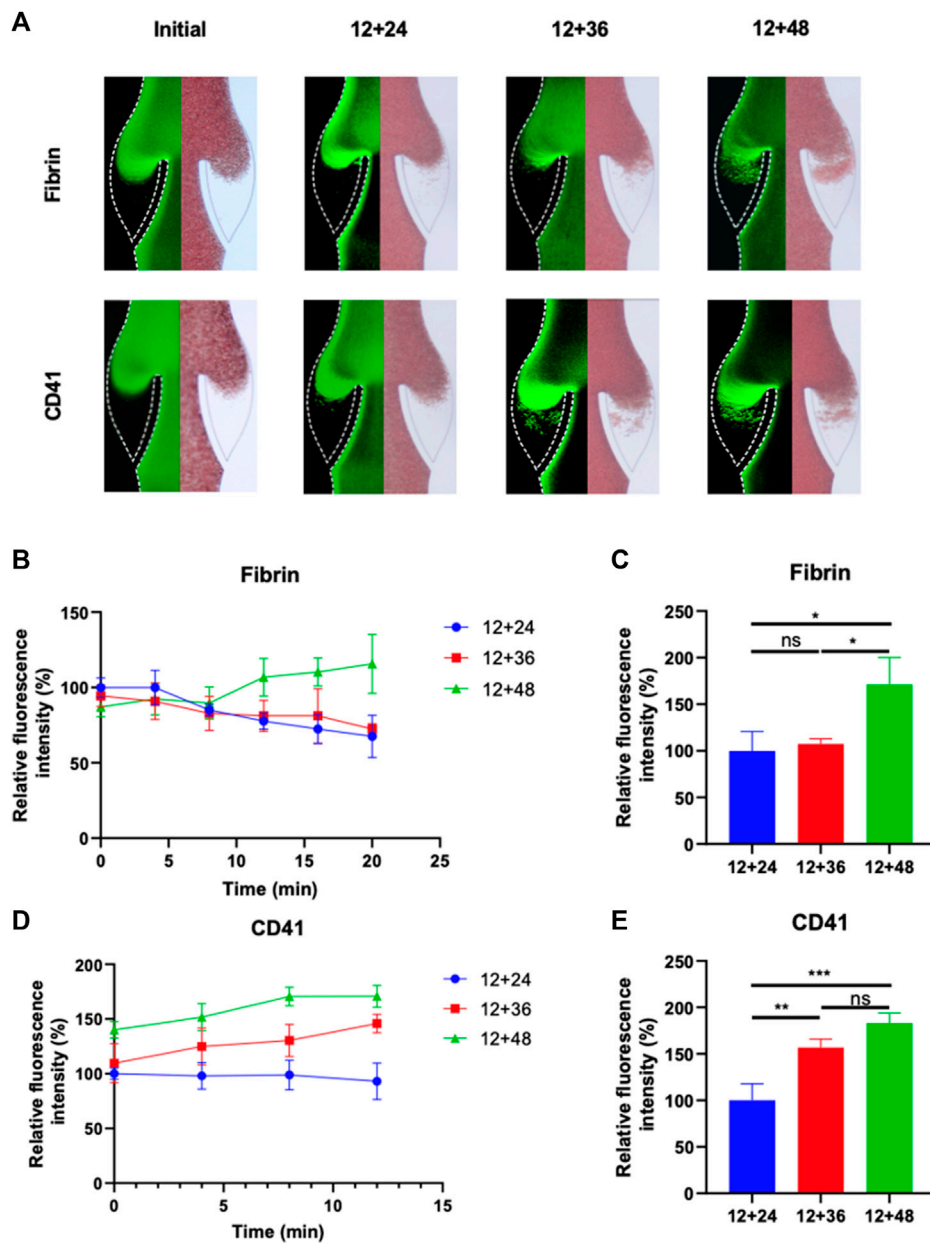 A
Initial
12+24
12+36
12+48
Fibrin
CD41
B
Fibrin
Relative fluorescence
intensity (%)
150
100
50
0
0
5
10
15
20
25
Time (min)
12+24
12+36
12+48
C
Fibrin
Relative fluorescence
intensity (%)
250
200
150
100
50
0
*
ns
*
12+24
12+36
12+48
D
CD41
Relative fluorescence
intensity (%)
200
150
100
50
0
0
5
10
15
Time (min)
12+24
12+36
12+48
E
CD41
Relative fluorescence
intensity (%)
250
200
150
100
50
0
***
**
ns
12+24
12+36
12+48